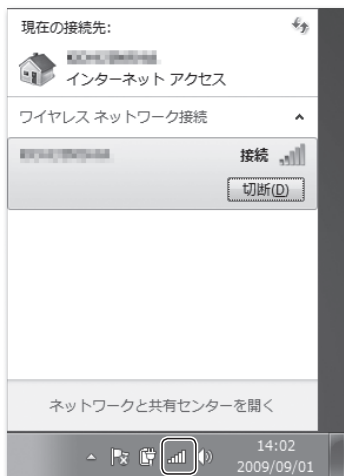 現在の接続先:
インターネット アクセス
ワイヤレス ネットワーク接続
接続
切断(D)
ネットワークと共有センターを開く
14:02
2009/09/01